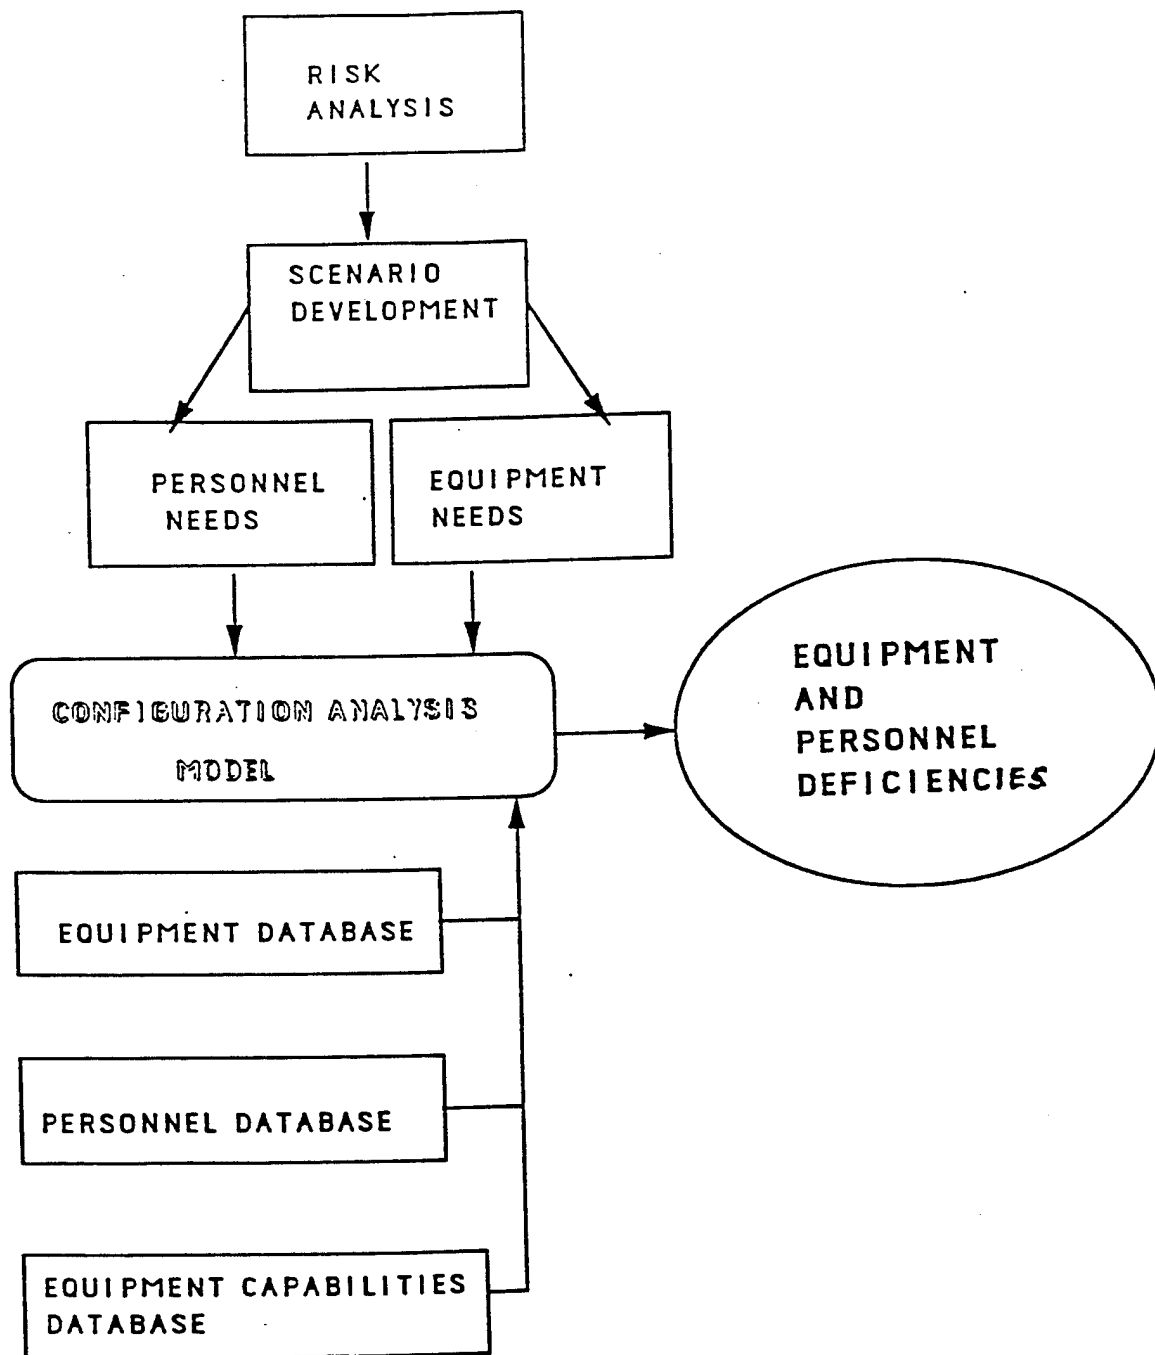 RISK
ANALYSIS
SCENARIO
DEVELOPMENT
PERSONNEL
NEEDS
EQUIPMENT
NEEDS
CONFIGURATION ANALYSIS
MODEL
EQUIPMENT
AND
PERSONNEL
DEFICIENCIES
EQUIPMENT DATABASE
PERSONNEL DATABASE
EQUIPMENT CAPABILITIES
DATABASE